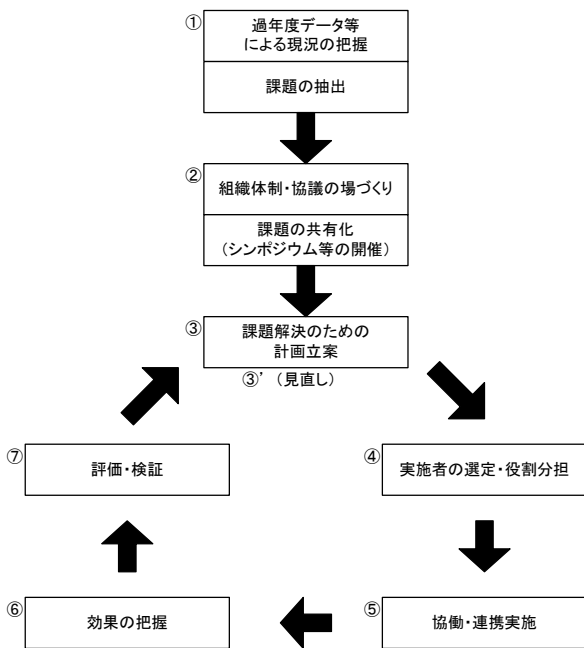 ①
過年度データ等
による現況の把握
課題の抽出
②
組織体制・協議の場づくり
課題の共有化
（シンポジウム等の開催）
③
課題解決のための
計画立案
③’（見直し）
④
実施者の選定・役割分担
⑤
協働・連携実施
⑥
効果の把握
⑦
評価・検証